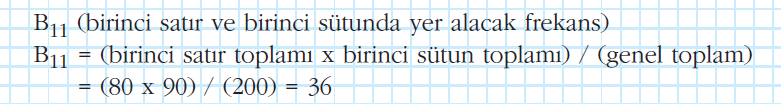 B₁₁ (birinci satır ve birinci sütunda yer alacak frekans)
B₁₁ = (birinci satır toplamı x birinci sütun toplamı) / (genel toplam)
= (80 x 90) / (200) = 36